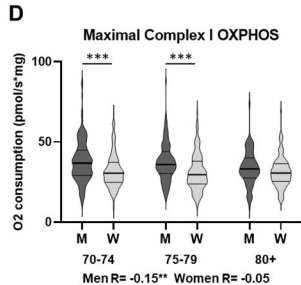 D
Maximal Complex I OXPHOS
O2 consumption (pmol/s*mg)
100
50
0
*** ***
M W M W M W
70-74 75-79 80+
Men R= -0.15** Women R= -0.05